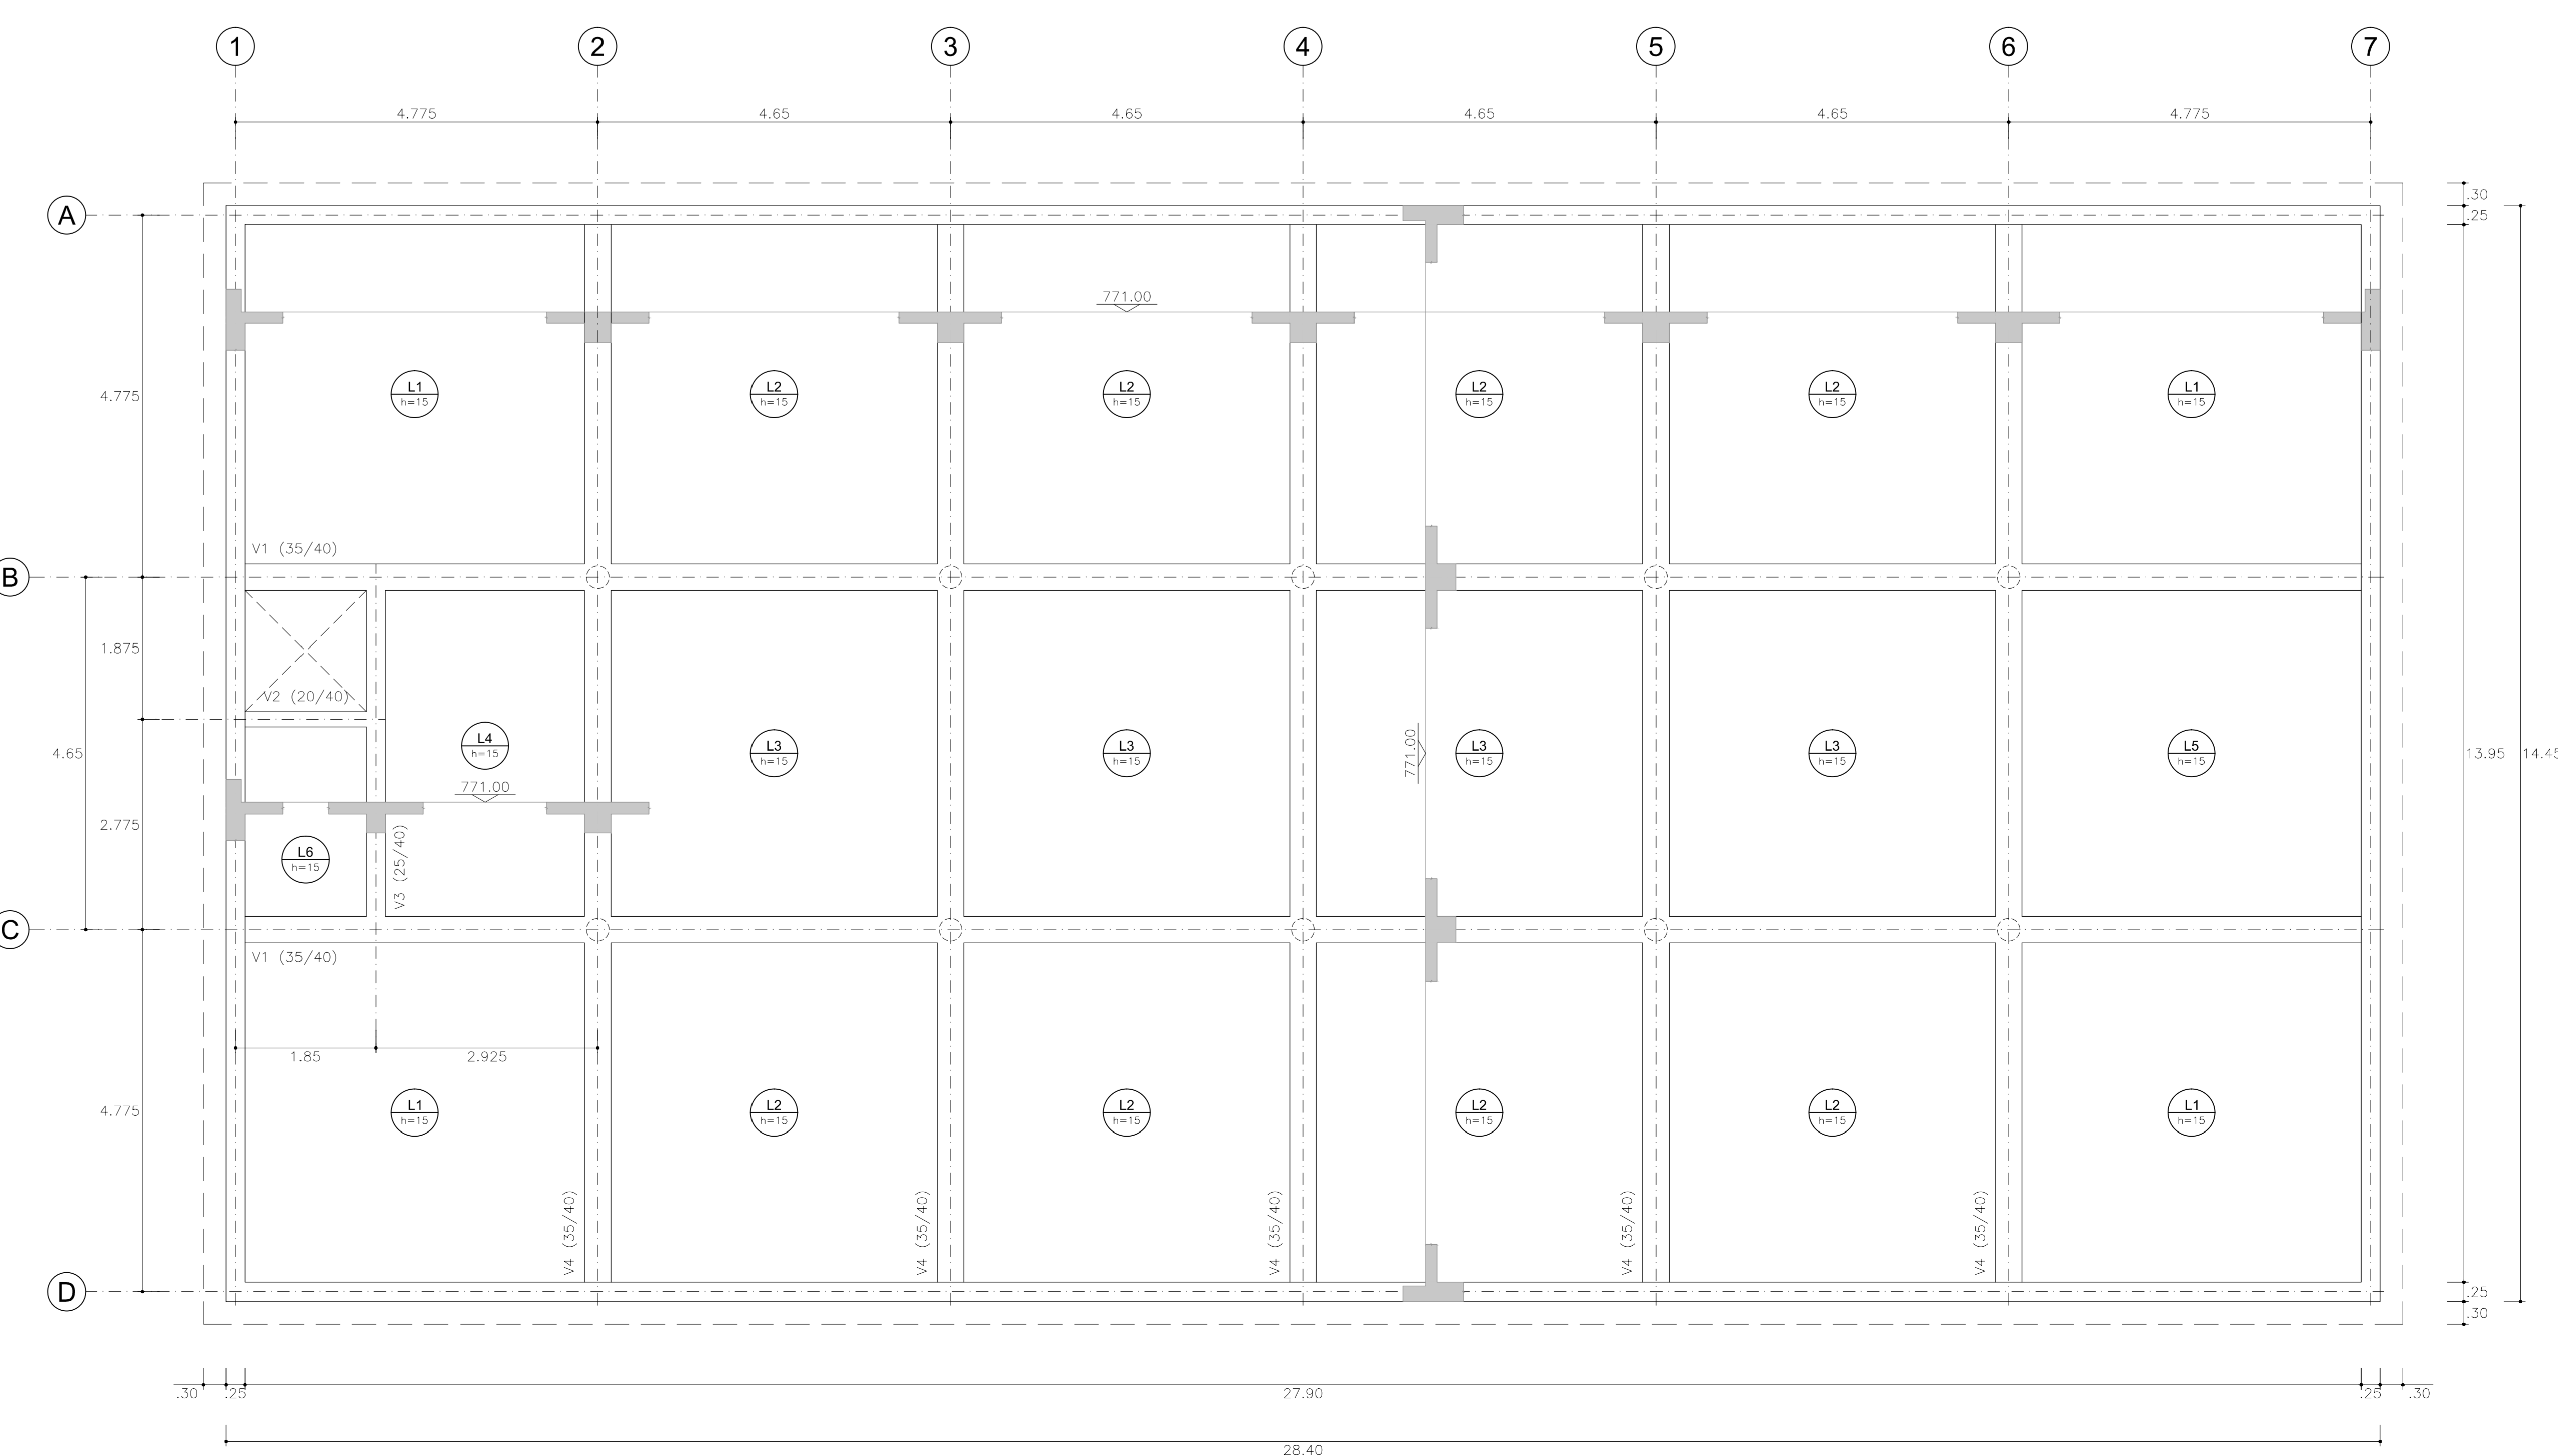 1 2 3 4 5 6 7
4.775 4.65 4.65 4.65 4.65 4.775
.30
A
.25
771.00
L1 L2 L2 L2 L2 L1
h=15 h=15 h=15 h=15 h=15 h=15
4.775
V1 (35/40)
B
1.875
V2 (20/40)
L4
h=15
L3 L3 L3 L3 L5
h=15 h=15 h=15 h=15 h=15
771.00
4.65
13.95 14.45
771.00
2.775
L6
h=15
V3 (25/40)
C
V1 (35/40)
1.85 2.925
4.775
L1 L2 L2 L2 L2 L1
h=15 h=15 h=15 h=15 h=15 h=15
V4 (35/40) V4 (35/40) V4 (35/40) V4 (35/40) V4 (35/40)
D
.25
.30
.30 .25 27.90 .25 .30
28.40